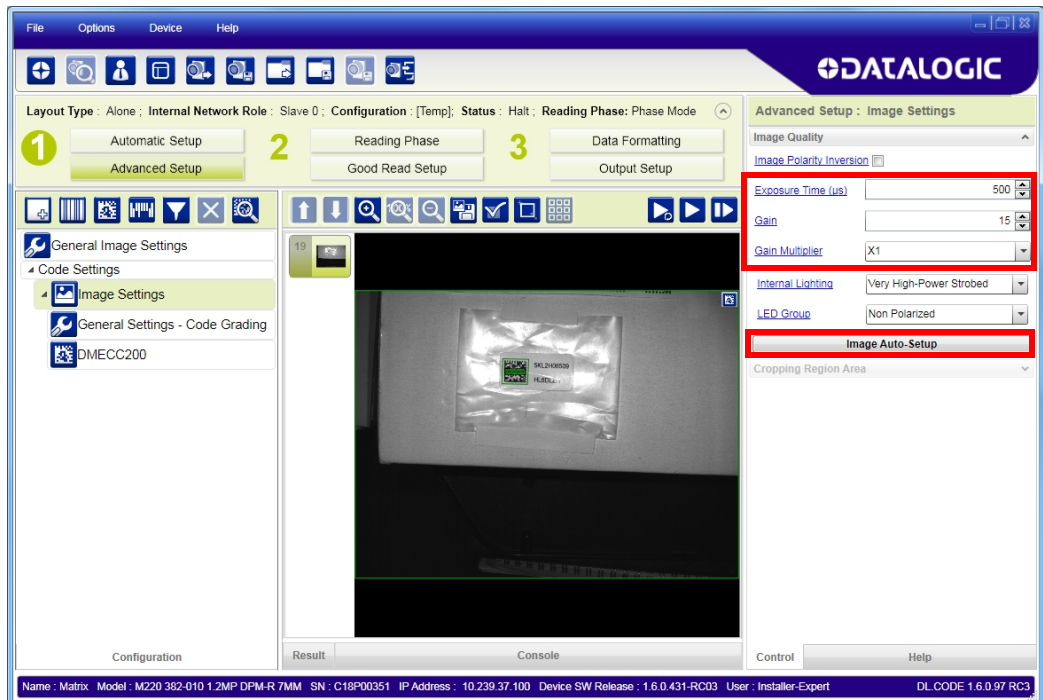 File Options Device Help
DATALOGIC
Layout Type : Alone ; Internal Network Role : Slave 0 ; Configuration : [Temp]; Status : Halt ; Reading Phase: Phase Mode
1 Automatic Setup
Advanced Setup
2 Reading Phase
Good Read Setup
3 Data Formatting
Output Setup
General Image Settings
Code Settings
Image Settings
General Settings - Code Grading
DMECC200
Configuration
19
5KL2H06539
Result Console
Advanced Setup : Image Settings
Image Quality
Image Polarity Inversion
Exposure Time (µs) 500
Gain 15
Gain Multiplier X1
Internal Lighting Very High-Power Strobed
LED Group Non Polarized
Image Auto-Setup
Cropping Region Area
Control Help
Name : Matrix Model : M220 382-010 1.2MP DPM-R 7MM SN : C18P00351 IP Address : 10.239.37.100 Device SW Release : 1.6.0.431-RC03 User : Installer-Expert DL.CODE 1.6.0.97 RC3